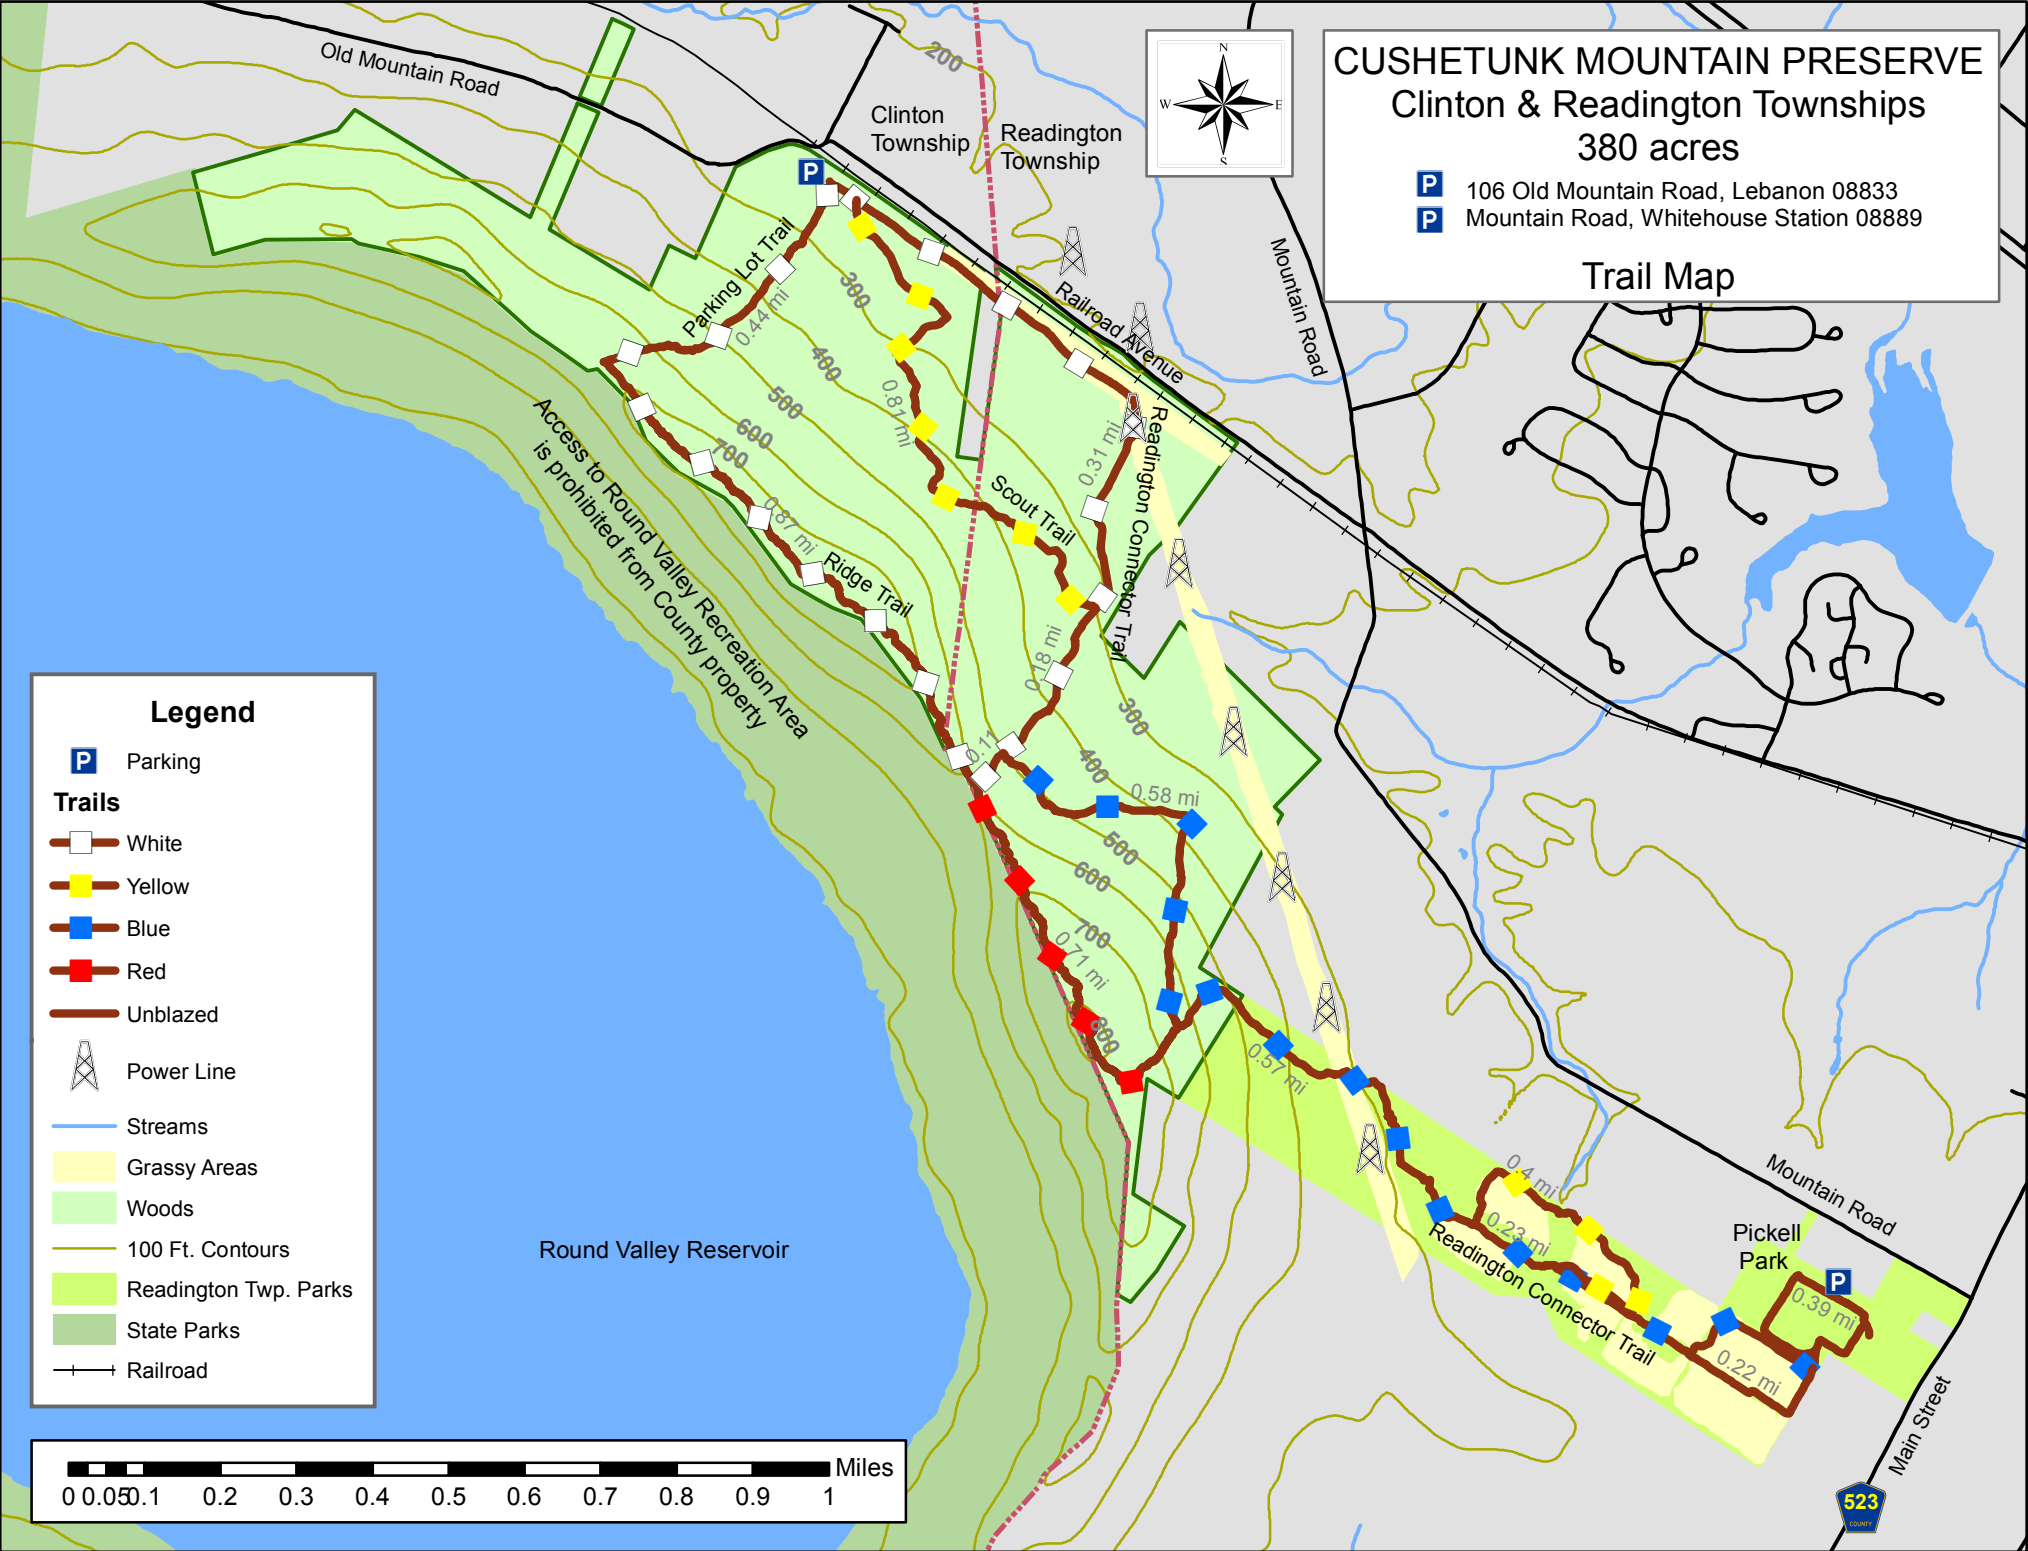 CUSHETUNK MOUNTAIN PRESERVE
Clinton & Readington Townships
380 acres
P 106 Old Mountain Road, Lebanon 08833
P Mountain Road, Whitehouse Station 08889
Trail Map
N
W E
S
Old Mountain Road
200
Clinton
Township
Readington
Township
P
Parking Lot Trail
0.44 mi
300
400
500
600
700
0.81 mi
Railroad Avenue
Mountain Road
0.31 mi
Readington Connector Trail
Scout Trail
0.87 mi
Ridge Trail
Access to Round Valley Recreation Area
is prohibited from County property
0.18 mi
0.11
300
400
0.58 mi
500
600
700
0.71 mi
800
0.57 mi
0.4 mi
0.23 mi
Readington Connector Trail
Mountain Road
Pickell
Park
P
0.39 mi
0.22 mi
Main Street
523
COUNTY
Round Valley Reservoir
Legend
P Parking
Trails
White
Yellow
Blue
Red
Unblazed
Power Line
Streams
Grassy Areas
Woods
100 Ft. Contours
Readington Twp. Parks
State Parks
Railroad
Miles
0 0.05 0.1 0.2 0.3 0.4 0.5 0.6 0.7 0.8 0.9 1